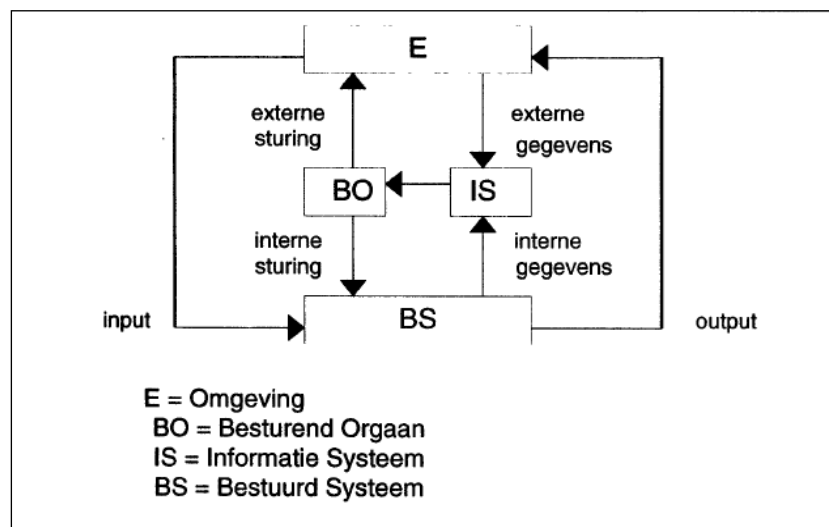 E
externe
sturing
externe
gegevens
BO
IS
interne
sturing
interne
gegevens
input
BS
output
E = Omgeving
BO = Besturend Orgaan
IS = Informatie Systeem
BS = Bestuurd Systeem